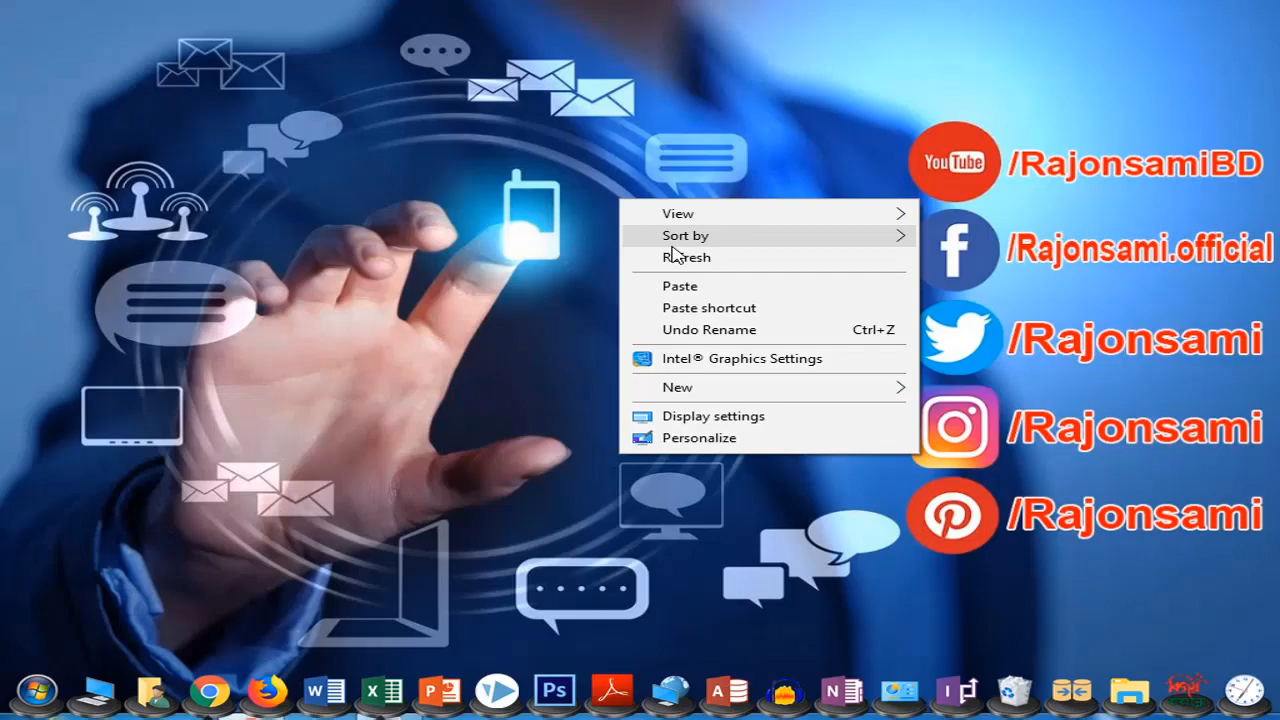 YouTube /RajonsamiBD
f /Rajonsami.official
/Rajonsami
/Rajonsami
/Rajonsami
View
Sort by
Refresh
Paste
Paste shortcut
Undo Rename Ctrl+Z
Intel® Graphics Settings
New
Display settings
Personalize
W X P Ps A N I